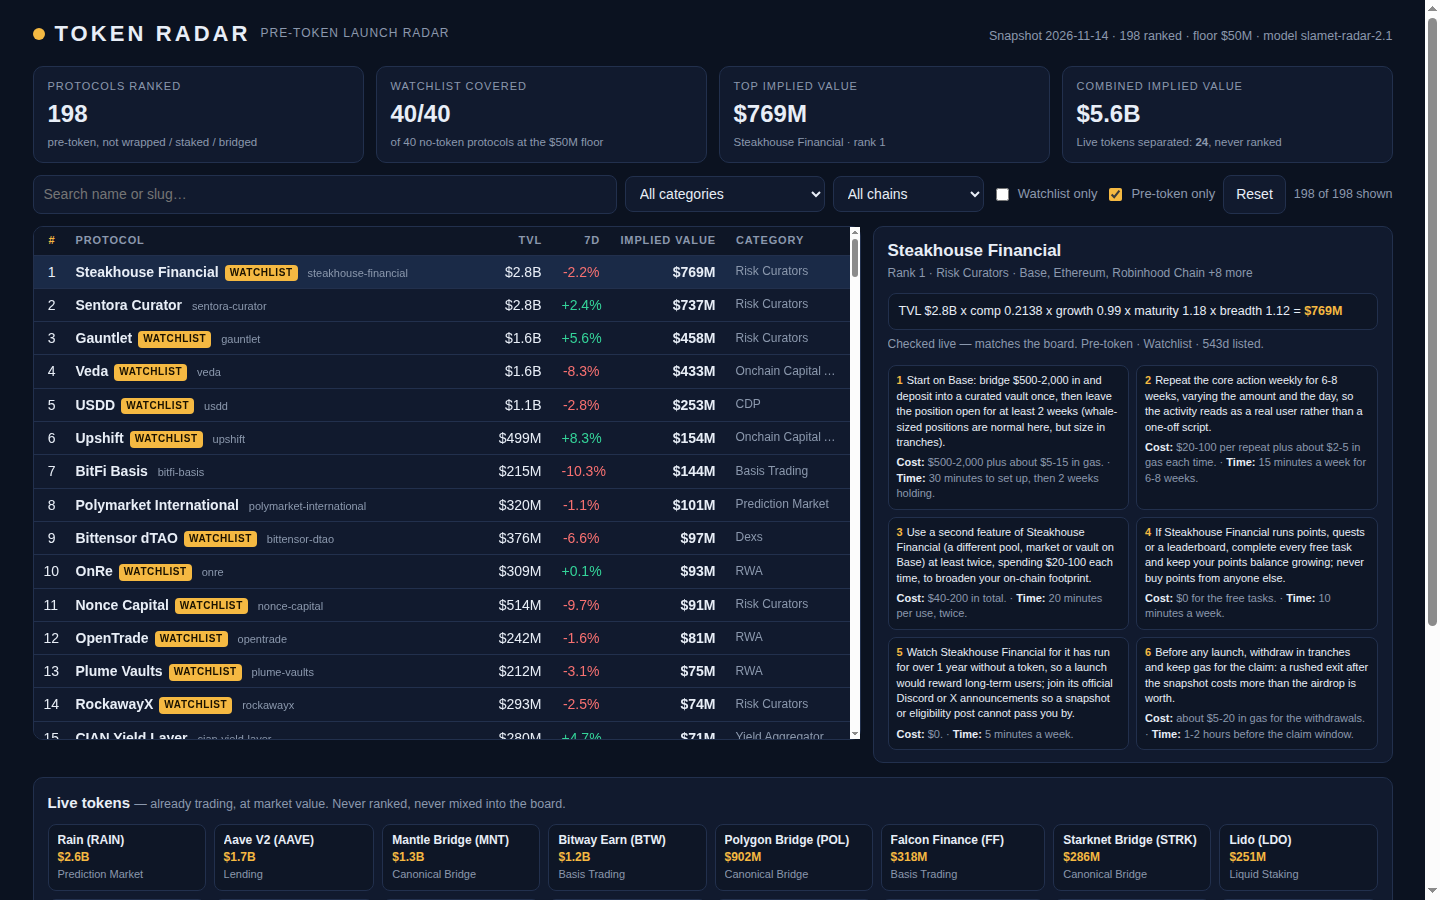 TOKEN RADAR PRE-TOKEN LAUNCH RADAR
Snapshot 2026-11-14 · 198 ranked · floor $50M · model slamet-radar-2.1
PROTOCOLS RANKED
198
pre-token, not wrapped / staked / bridged
WATCHLIST COVERED
40/40
of 40 no-token protocols at the $50M floor
TOP IMPLIED VALUE
$769M
Steakhouse Financial · rank 1
COMBINED IMPLIED VALUE
$5.6B
Live tokens separated: 24, never ranked
Search name or slug… All categories All chains Watchlist only Pre-token only Reset 198 of 198 shown
# PROTOCOL TVL 7D IMPLIED VALUE CATEGORY
1 Steakhouse Financial WATCHLIST steakhouse-financial $2.8B -2.2% $769M Risk Curators
2 Sentora Curator sentora-curator $2.8B +2.4% $737M Risk Curators
3 Gauntlet WATCHLIST gauntlet $1.6B +5.6% $458M Risk Curators
4 Veda WATCHLIST veda $1.6B -8.3% $433M Onchain Capital …
5 USDD WATCHLIST usdd $1.1B -2.8% $253M CDP
6 Upshift WATCHLIST upshift $499M +8.3% $154M Onchain Capital …
7 BitFi Basis bitfi-basis $215M -10.3% $144M Basis Trading
8 Polymarket International polymarket-international $320M -1.1% $101M Prediction Market
9 Bittensor dTAO WATCHLIST bittensor-dtao $376M -6.6% $97M Dexs
10 OnRe WATCHLIST onre $309M +0.1% $93M RWA
11 Nonce Capital WATCHLIST nonce-capital $514M -9.7% $91M Risk Curators
12 OpenTrade WATCHLIST opentrade $242M -1.6% $81M RWA
13 Plume Vaults WATCHLIST plume-vaults $212M -3.1% $75M RWA
14 RockawayX WATCHLIST rockawayx $293M -2.5% $74M Risk Curators
15 CIAN Yield Layer cian-yield-layer $280M +4.7% $71M Yield Aggregator
Steakhouse Financial
Rank 1 · Risk Curators · Base, Ethereum, Robinhood Chain +8 more
TVL $2.8B x comp 0.2138 x growth 0.99 x maturity 1.18 x breadth 1.12 = $769M
Checked live — matches the board. Pre-token · Watchlist · 543d listed.
1 Start on Base: bridge $500-2,000 in and
deposit into a curated vault once, then leave
the position open for at least 2 weeks (whale-
sized positions are normal here, but size in
tranches).
Cost: $500-2,000 plus about $5-15 in gas. ·
Time: 30 minutes to set up, then 2 weeks
holding.
2 Repeat the core action weekly for 6-8
weeks, varying the amount and the day, so
the activity reads as a real user rather than a
one-off script.
Cost: $20-100 per repeat plus about $2-5 in
gas each time. · Time: 15 minutes a week for
6-8 weeks.
3 Use a second feature of Steakhouse
Financial (a different pool, market or vault on
Base) at least twice, spending $20-100 each
time, to broaden your on-chain footprint.
Cost: $40-200 in total. · Time: 20 minutes
per use, twice.
4 If Steakhouse Financial runs points, quests
or a leaderboard, complete every free task
and keep your points balance growing; never
buy points from anyone else.
Cost: $0 for the free tasks. · Time: 10
minutes a week.
5 Watch Steakhouse Financial for it has run
for over 1 year without a token, so a launch
would reward long-term users; join its official
Discord or X announcements so a snapshot
or eligibility post cannot pass you by.
Cost: $0. · Time: 5 minutes a week.
6 Before any launch, withdraw in tranches
and keep gas for the claim: a rushed exit after
the snapshot costs more than the airdrop is
worth.
Cost: about $5-20 in gas for the withdrawals.
· Time: 1-2 hours before the claim window.
Live tokens — already trading, at market value. Never ranked, never mixed into the board.
Rain (RAIN)
$2.6B
Prediction Market
Aave V2 (AAVE)
$1.7B
Lending
Mantle Bridge (MNT)
$1.3B
Canonical Bridge
Bitway Earn (BTW)
$1.2B
Basis Trading
Polygon Bridge (POL)
$902M
Canonical Bridge
Falcon Finance (FF)
$318M
Basis Trading
Starknet Bridge (STRK)
$286M
Canonical Bridge
Lido (LDO)
$251M
Liquid Staking